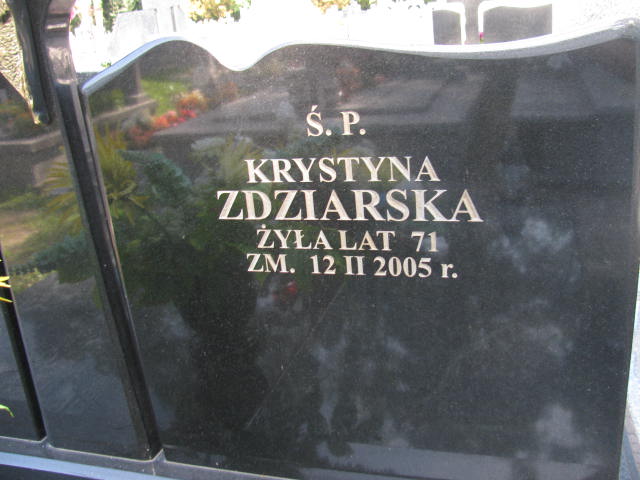 Ś. P.
KRYSTYNA
ZDZIARSKA
ŻYŁA LAT 71
ZM. 12 II 2005 r.